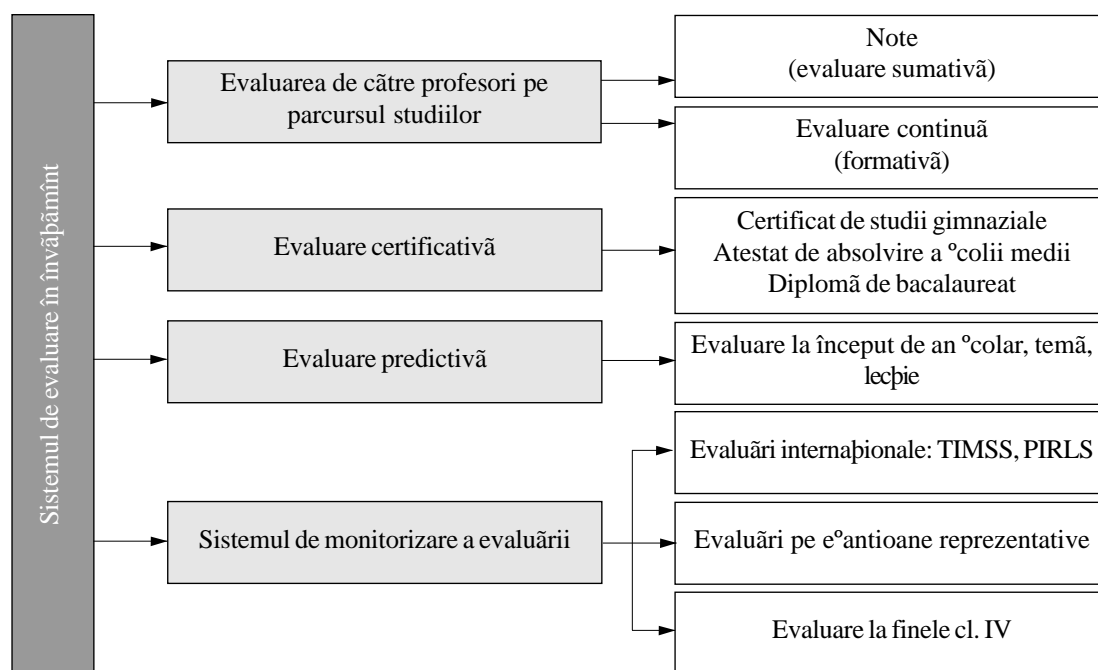 Sistemul de evaluare în învãþãmînt
Evaluarea de cãtre profesori pe
parcursul studiilor
Note
(evaluare sumativã)
Evaluare continuã
(formativã)
Evaluare certificativã
Certificat de studii gimnaziale
Atestat de absolvire a ºcolii medii
Diplomã de bacalaureat
Evaluare predictivã
Evaluare la început de an ºcolar, temã,
lecþie
Sistemul de monitorizare a evaluãrii
Evaluãri internaþionale: TIMSS, PIRLS
Evaluãri pe eºantioane reprezentative
Evaluare la finele cl. IV